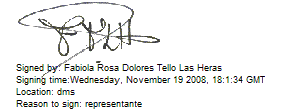 Signed by: Fabiola Rosa Dolores Tello Las Heras
Signing time:Wednesday, November 19 2008, 18:1:34 GMT
Location: dms
Reason to sign: representante